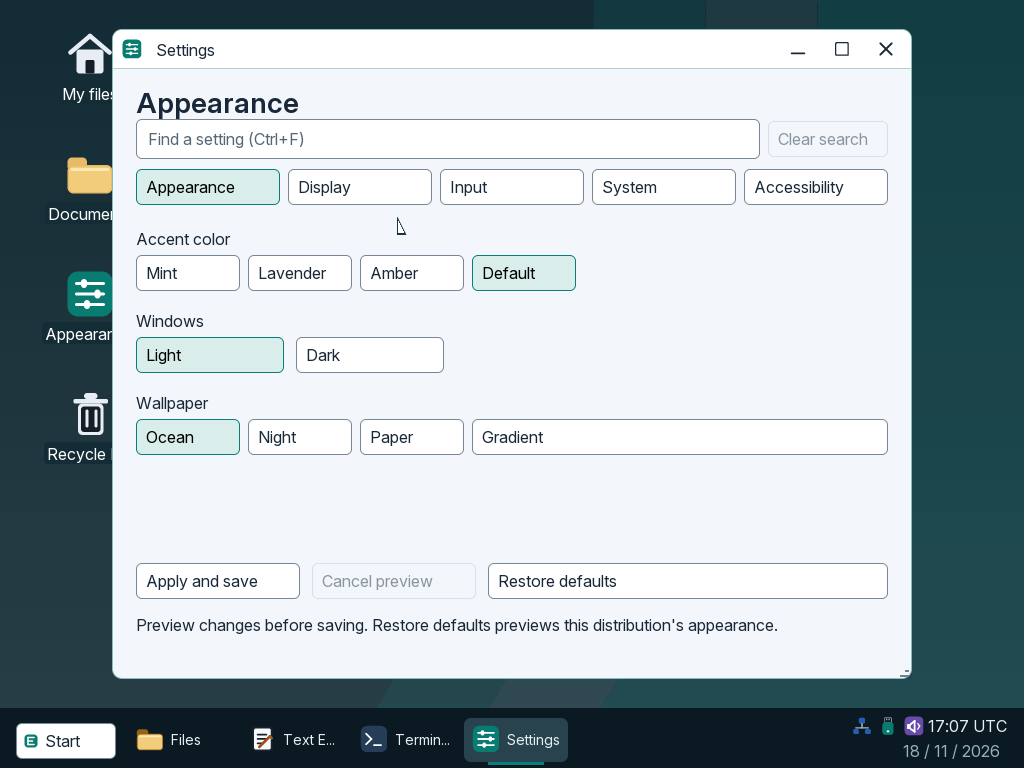 My files
Documen
Appearan
Recycle
Settings
Appearance
Find a setting (Ctrl+F)
Clear search
Appearance
Display
Input
System
Accessibility
Accent color
Mint
Lavender
Amber
Default
Windows
Light
Dark
Wallpaper
Ocean
Night
Paper
Gradient
Apply and save
Cancel preview
Restore defaults
Preview changes before saving. Restore defaults previews this distribution's appearance.
Start
Files
Text E...
Termin...
Settings
17:07 UTC
18 / 11 / 2026